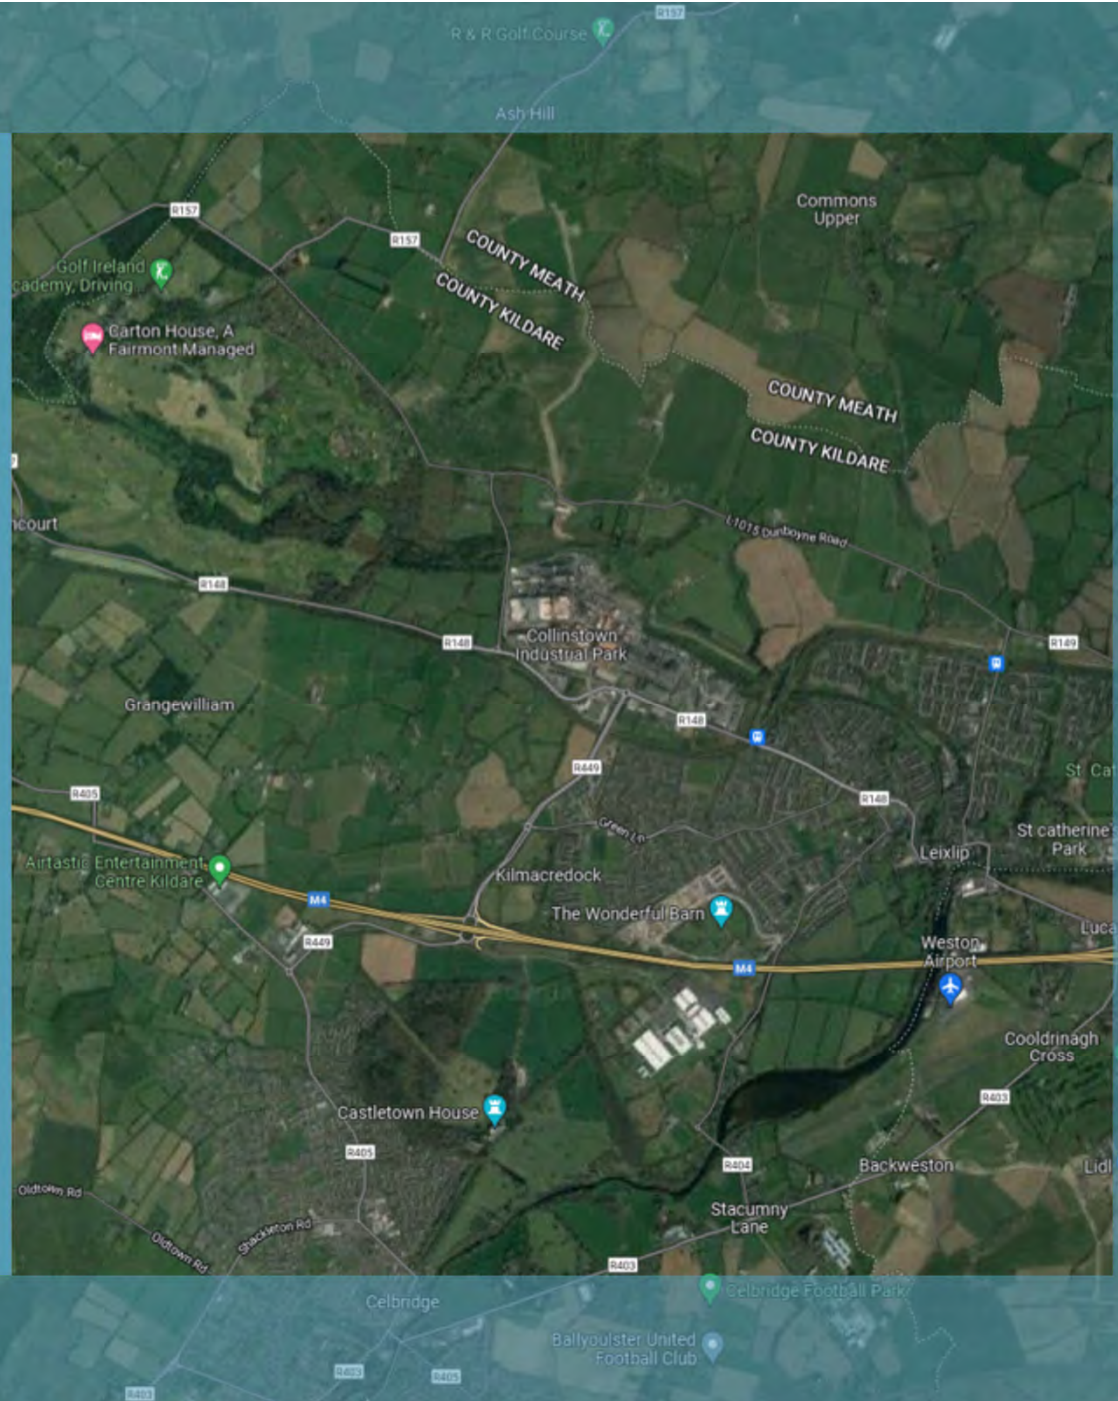 R157
R & R Golf Course
Ash Hill
Commons
Upper
R157
R157
COUNTY MEATH
COUNTY KILDARE
Golf Ireland
cademy, Driving...
Carton House, A
Fairmont Managed
COUNTY MEATH
COUNTY KILDARE
ncourt
L1015 Dunboyne Road
R148
R148
Collinstown
Industrial Park
R149
Grangewilliam
R148
R449
St. Cat
R405
R148
Green Ln
St catherine'
Park
Leixlip
Airtastic Entertainment
Centre Kildare
Kilmacredock
M4
The Wonderful Barn
Luca
R449
Weston
Airport
M4
Cooldrinagh
Cross
R403
Castletown House
R405
R404
Backweston
Lidl
Oldtown Rd
Stacumny
Lane
Shackleton Rd
Oldtown Rd
R403
Celbridge Football Park
Celbridge
Ballyoulster United
Football Club
R403
R405
R403